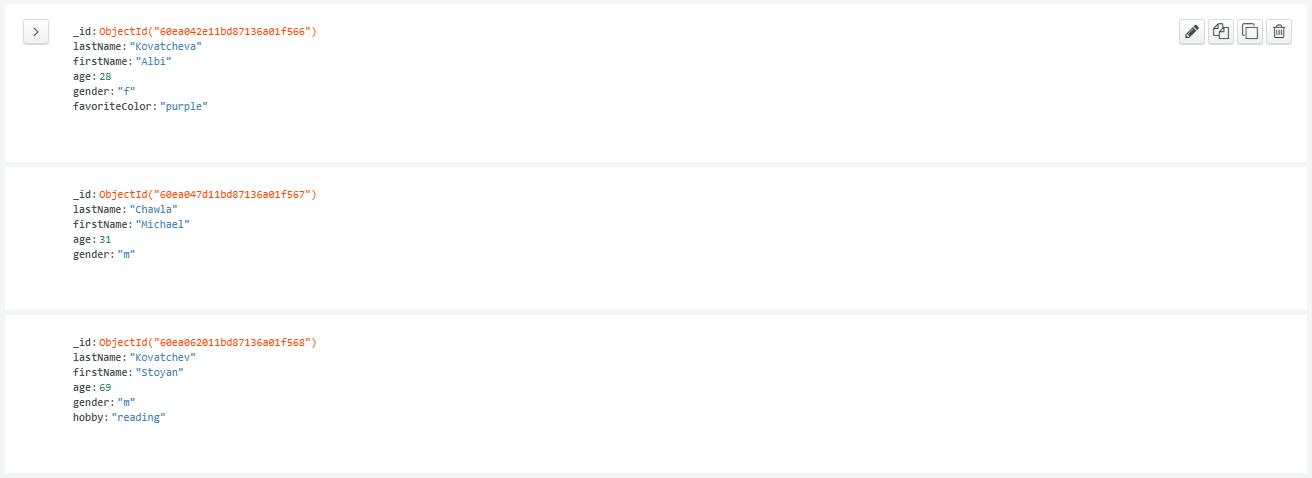 _id: ObjectId("60ea042e11bd87136a01f566")
lastName: "Kovatcheva"
firstName: "Albi"
age: 28
gender: "f"
favoriteColor: "purple"
_id: ObjectId("60ea047d11bd87136a01f567")
lastName: "Chawla"
firstName: "Michael"
age: 31
gender: "m"
_id: ObjectId("60ea062011bd87136a01f568")
lastName: "Kovatchev"
firstName: "Stoyan"
age: 69
gender: "m"
hobby: "reading"